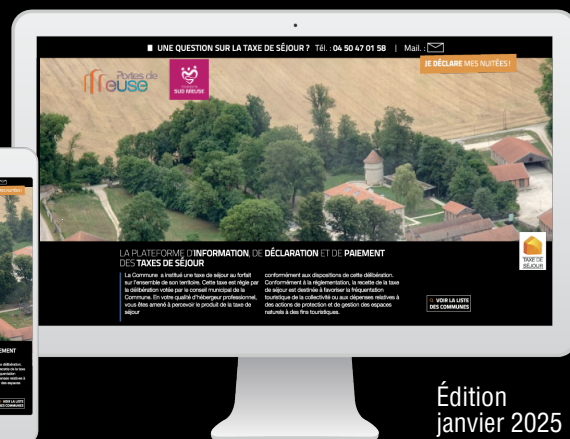 UNE QUESTION SUR LA TAXE DE SÉJOUR ? Tél. : 04 50 47 01 58 | Mail. :
JE DÉCLARE MES NUITÉES !
Portes de
Meuse
SUD MEUSE
TAXE DE
SÉJOUR
LA PLATEFORME D'INFORMATION, DE DÉCLARATION ET DE PAIEMENT
DES TAXES DE SÉJOUR
La Commune a institué une taxe de séjour au forfait
sur l'ensemble de son territoire. Cette taxe est régie par
la délibération votée par le conseil municipal de la
Commune. En votre qualité d'hébergeur professionnel,
vous êtes amené à percevoir le produit de la taxe de
séjour
conformément aux dispositions de cette délibération.
Conformément à la réglementation, la recette de la taxe
de séjour est destinée à favoriser la fréquentation
touristique de la collectivité ou aux dépenses relatives à
des actions de protection et de gestion des espaces
naturels à des fins touristiques.
VOIR LA LISTE
DES COMMUNES
Édition
janvier 2025